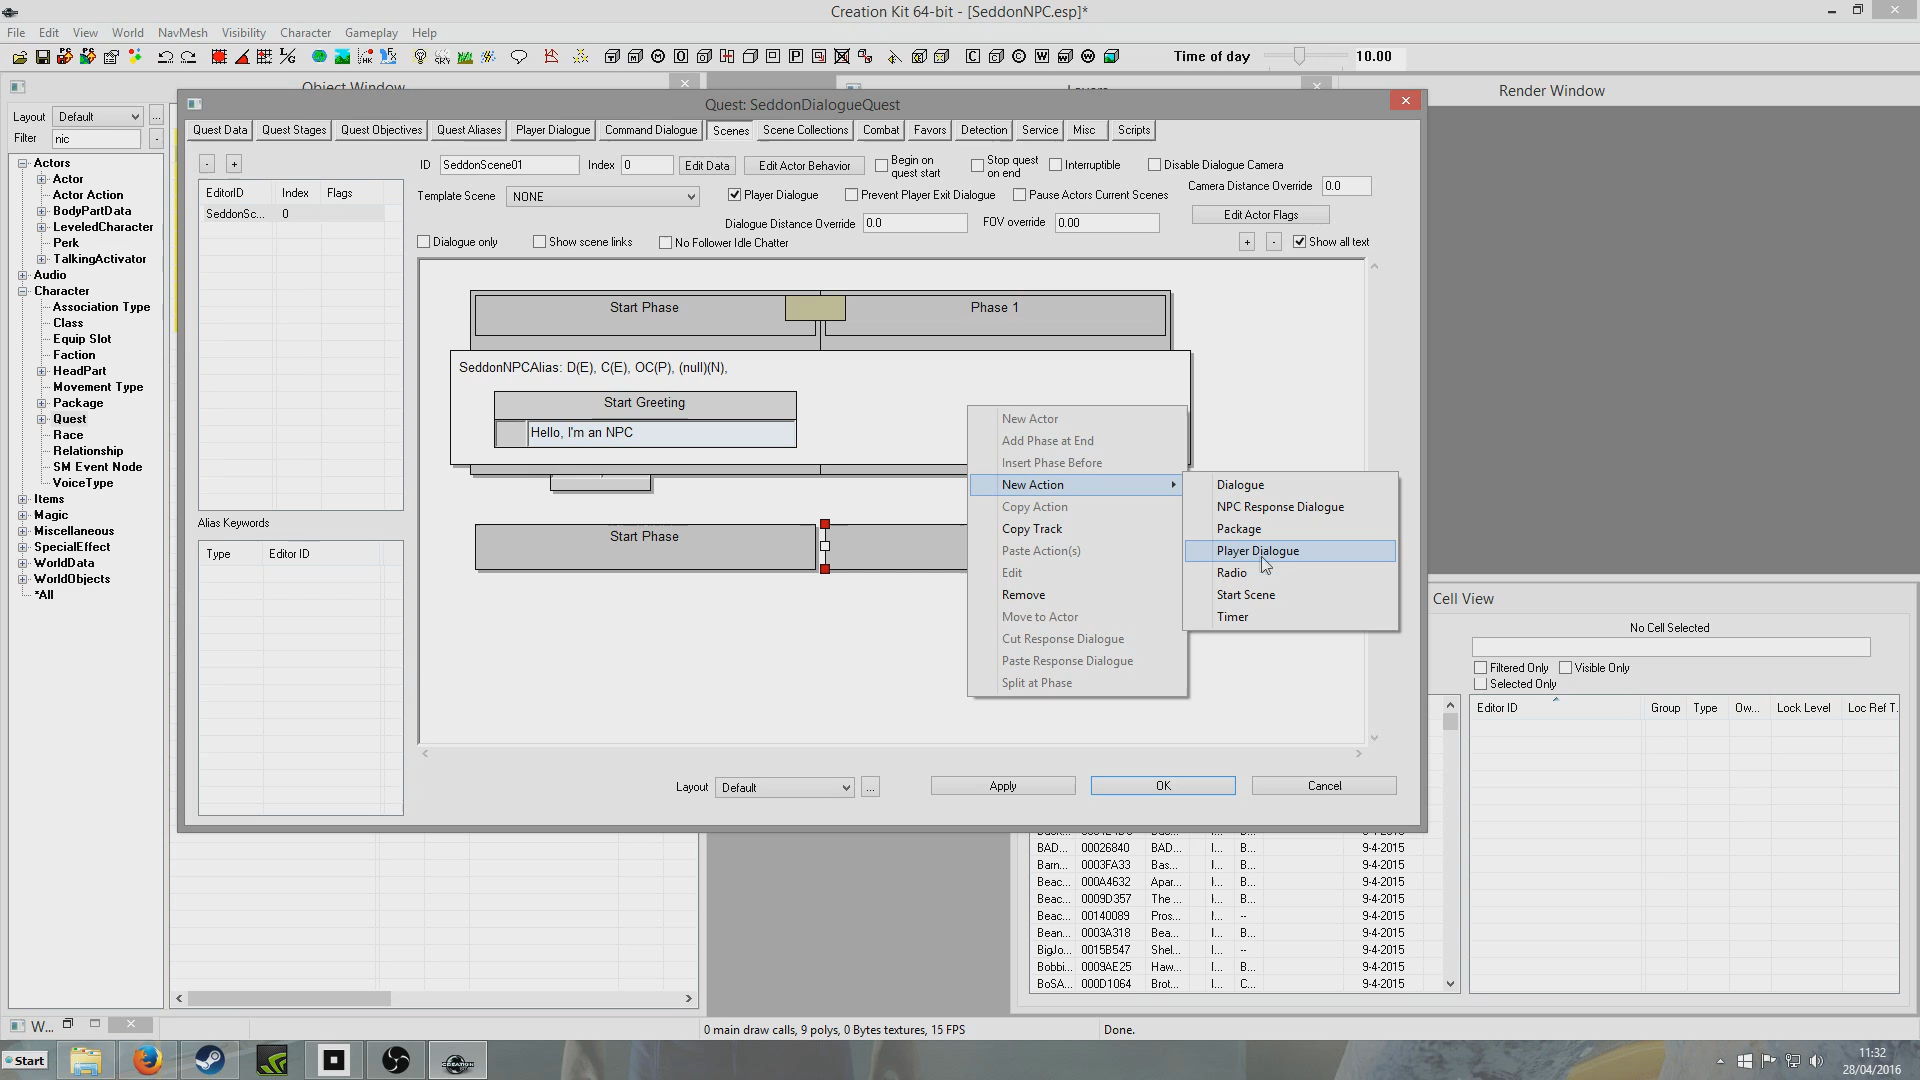 Creation Kit 64-bit - [SeddonNPC.esp]*
File Edit View World NavMesh Visibility Character Gameplay Help
Time of day 10.00
Object Window
Layers
Render Window
Layout Default ...
Filter nic -
Actors
Actor
Actor Action
BodyPartData
LeveledCharacter
Perk
TalkingActivator
Audio
Character
Association Type
Class
Equip Slot
Faction
HeadPart
Movement Type
Package
Quest
Race
Relationship
SM Event Node
VoiceType
Items
Magic
Miscellaneous
SpecialEffect
WorldData
WorldObjects
*All
Quest: SeddonDialogueQuest
Quest Data Quest Stages Quest Objectives Quest Aliases Player Dialogue Command Dialogue Scenes Scene Collections Combat Favors Detection Service Misc Scripts
- +
EditorID Index Flags
SeddonSc... 0
Alias Keywords
Type Editor ID
ID SeddonScene01 Index 0 Edit Data Edit Actor Behavior Begin on quest start Stop quest on end Interruptible Disable Dialogue Camera
Template Scene NONE Player Dialogue Prevent Player Exit Dialogue Pause Actors Current Scenes Camera Distance Override 0.0
Dialogue Distance Override 0.0 FOV override 0.00 Edit Actor Flags
Dialogue only Show scene links No Follower Idle Chatter + - Show all text
Start Phase Phase 1
SeddonNPCAlias: D(E), C(E), OC(P), (null)(N),
Start Greeting
Hello, I'm an NPC
Start Phase
New Actor
Add Phase at End
Insert Phase Before
New Action
Copy Action
Copy Track
Paste Action(s)
Edit
Remove
Move to Actor
Cut Response Dialogue
Paste Response Dialogue
Split at Phase
Dialogue
NPC Response Dialogue
Package
Player Dialogue
Radio
Start Scene
Timer
Layout Default ... Apply OK Cancel
Cell View
No Cell Selected
Filtered Only Visible Only
Selected Only
Editor ID Group Type Ow... Lock Level Loc Ref T.
BAD... 00026840 BAD... I... B... 9-4-2015
Barn... 0003FA33 Bas... I... B... 9-4-2015
Beac... 000A4632 Apar... I... B... 9-4-2015
Beac... 0009D357 The ... I... B... 9-4-2015
Beac... 00140089 Pros... I... -- 9-4-2015
Bean... 0003A318 Bea... I... B... 9-4-2015
BigJo... 0015B547 Shel... I... -- 9-4-2015
Bobbi... 0009AE25 Haw... I... B... 9-4-2015
BoSA... 000D1064 Brot... I... C... 9-4-2015
W...
0 main draw calls, 9 polys, 0 Bytes textures, 15 FPS Done.
Start
CREATION
11:32
28/04/2016